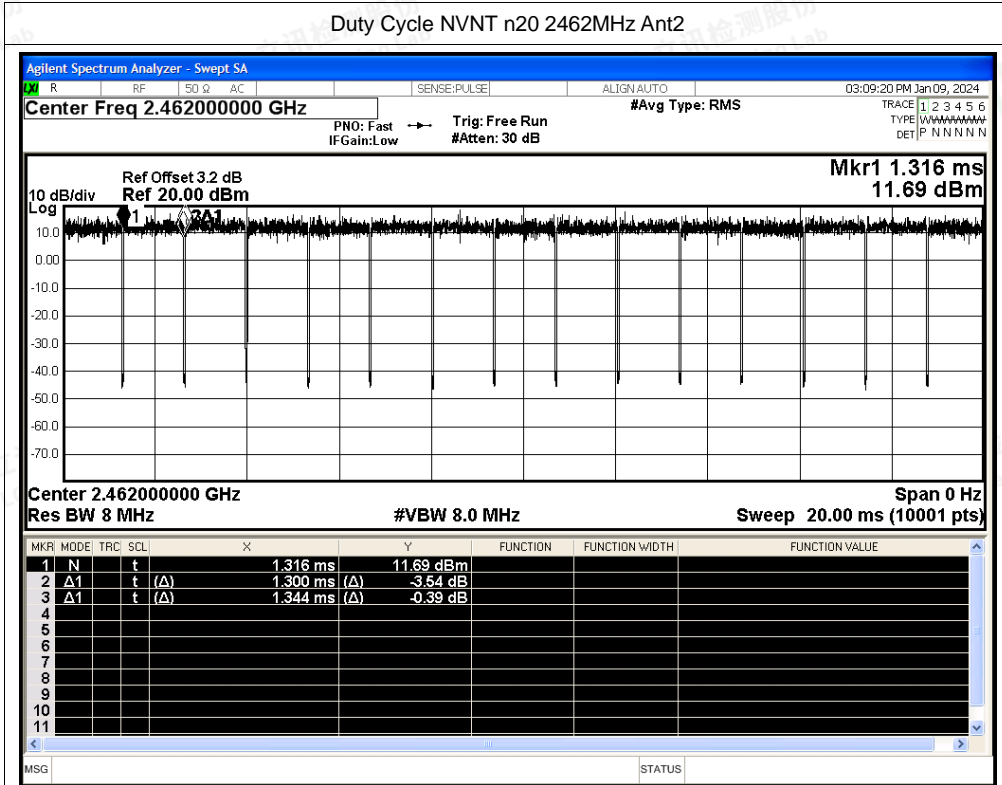 Duty Cycle NVNT n20 2462MHz Ant2
Agilent Spectrum Analyzer - Swept SA
LXI R RF 50 Ω AC SENSE:PULSE ALIGN AUTO 03:09:20 PM Jan 09, 2024
Center Freq 2.462000000 GHz #Avg Type: RMS TRACE 1 2 3 4 5 6
PNO: Fast Trig: Free Run TYPE WWWWWW
IFGain:Low #Atten: 30 dB DET P N N N N N
Mkr1 1.316 ms
Ref Offset 3.2 dB
10 dB/div Ref 20.00 dBm 11.69 dBm
Log
1 3Δ1
10.0
0.00
-10.0
-20.0
-30.0
-40.0
-50.0
-60.0
-70.0
Center 2.462000000 GHz Span 0 Hz
Res BW 8 MHz #VBW 8.0 MHz Sweep 20.00 ms (10001 pts)
MKR MODE TRC SCL X Y FUNCTION FUNCTION WIDTH FUNCTION VALUE
1 N t 1.316 ms 11.69 dBm
2 Δ1 t (Δ) 1.300 ms (Δ) -3.54 dB
3 Δ1 t (Δ) 1.344 ms (Δ) -0.39 dB
4
5
6
7
8
9
10
11
MSG STATUS